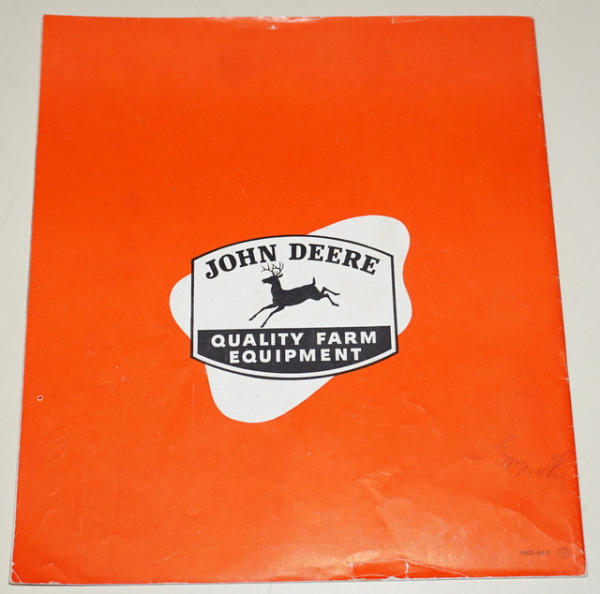 JOHN DEERE
QUALITY FARM
EQUIPMENT